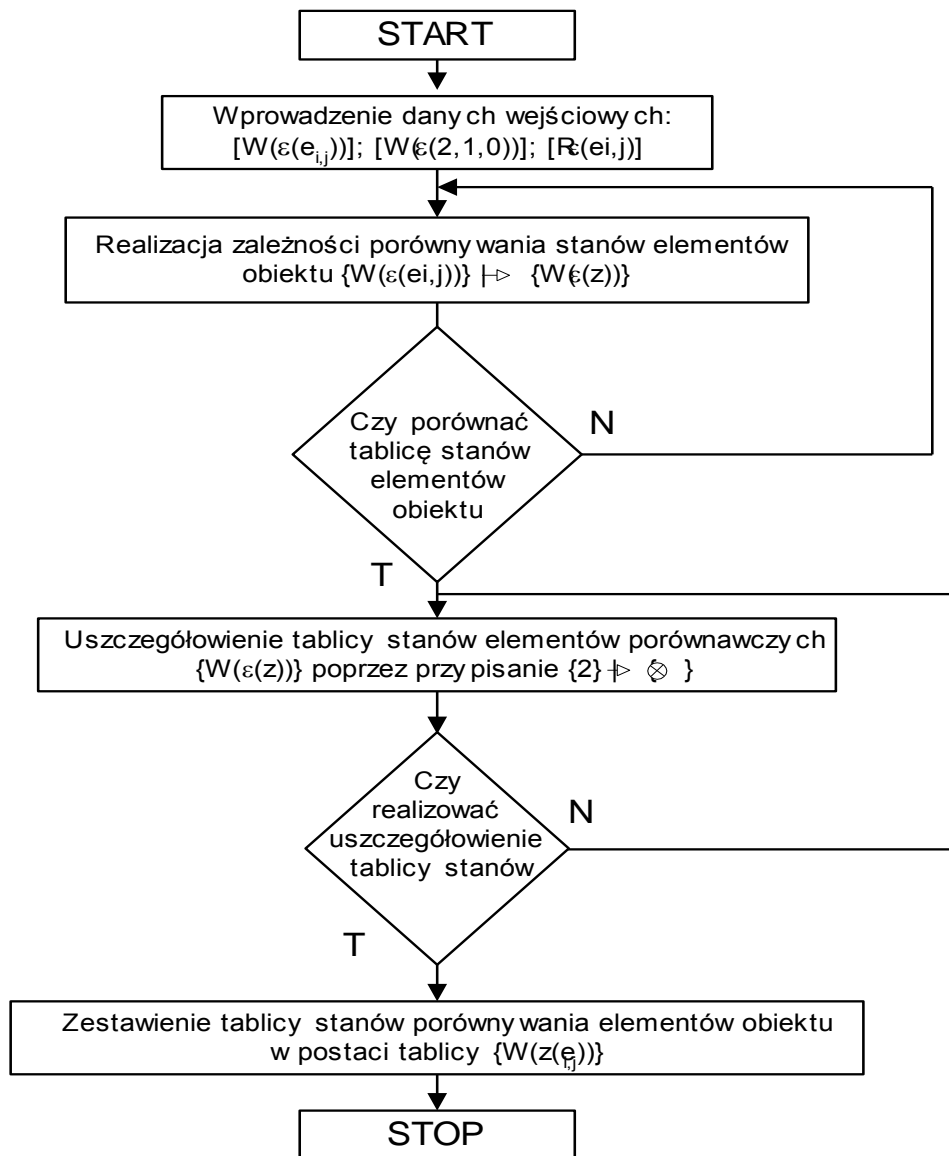 START
Wprowadzenie danych wejściowych:
[W(ε(e i,j))]; [W(ε(2,1,0))]; [R(ε(ei,j)]
Realizacja zależności porównywania stanów elementów
obiektu {W(ε(ei,j))} ↦ {W(ε(z))}
Czy porównać
tablicę stanów
elementów
obiektu
N
T
Uszczegółowienie tablicy stanów elementów porównawczych
{W(ε(z))} poprzez przypisanie {2} ↦ {⊗ }
Czy
realizować
uszczegółowienie
tablicy stanów
N
T
Zestawienie tablicy stanów porównywania elementów obiektu
w postaci tablicy {W(z(e i,j))}
STOP